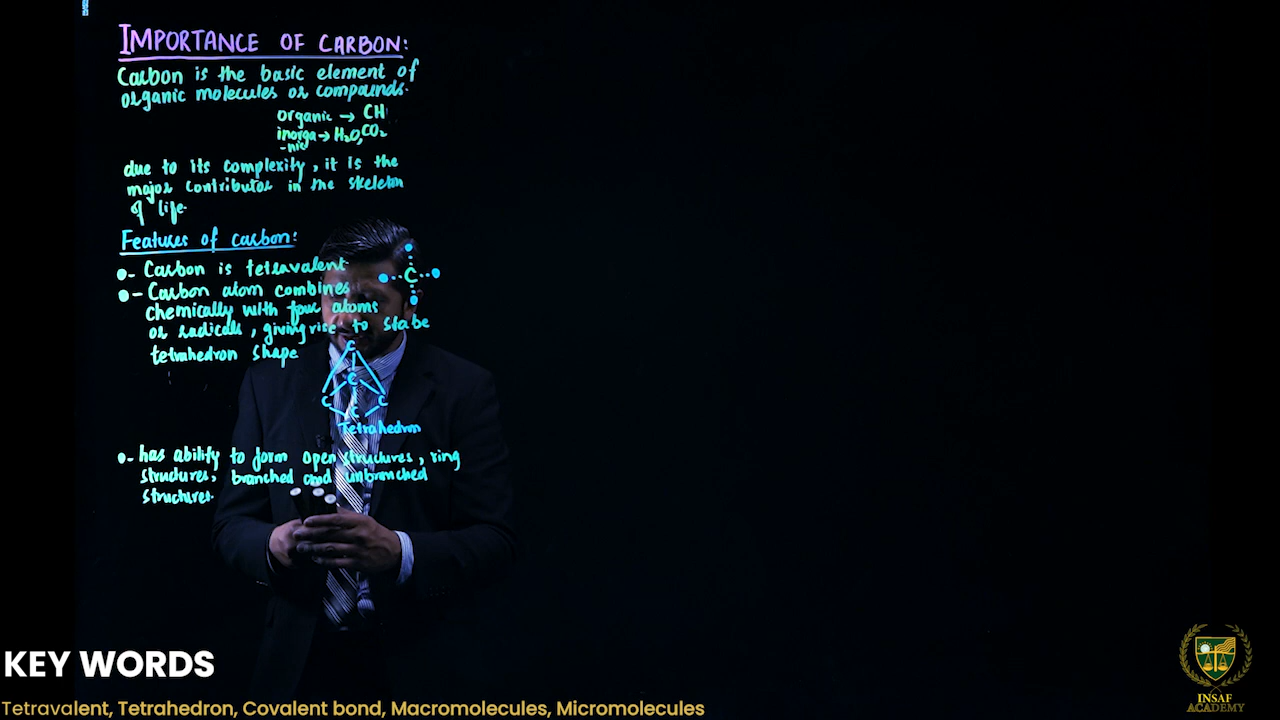 IMPORTANCE OF CARBON:
Carbon is the basic element of
organic molecules or compounds.
organic → CH
inorga → H₂O, CO₂
-nic
due to its complexity, it is the
major contributor in the skeleton
of life.
Features of carbon:
- Carbon is tetravalent.
C
- Carbon atom combines
chemically with four atoms
or radicals, giving rise to stabe
tetrahedron shape
C
C
C C
C
Tetrahedron
- has ability to form open structures, ring
structures, branched and unbranched
structures.
KEY WORDS
Tetravalent, Tetrahedron, Covalent bond, Macromolecules, Micromolecules
INSAF
ACADEMY